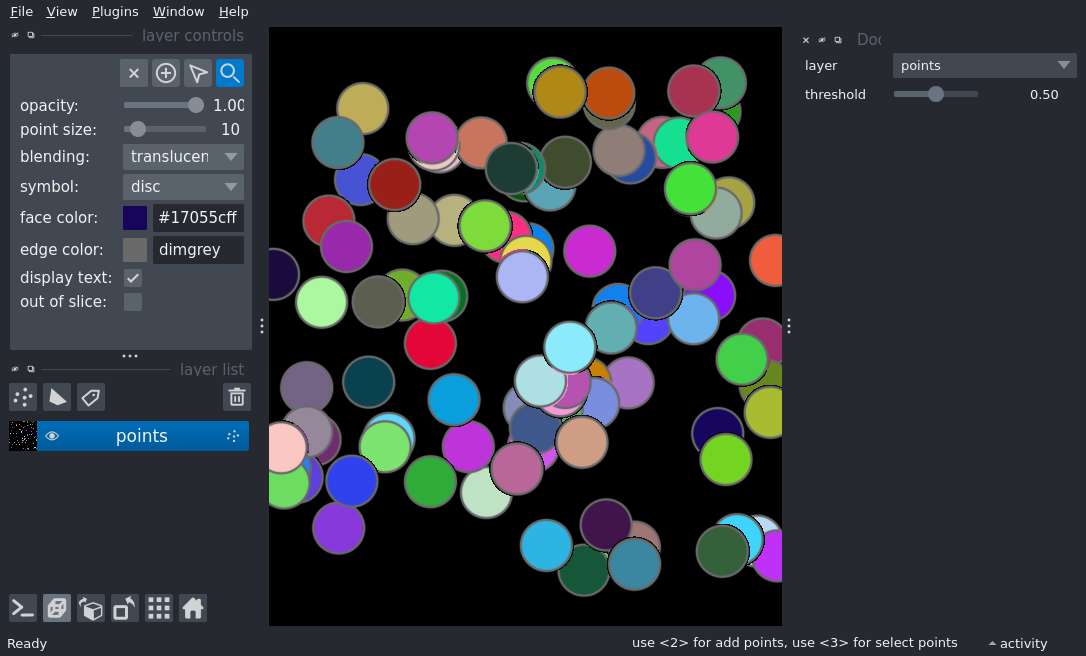 File View Plugins Window Help
layer controls
opacity: 1.00
point size: 10
blending: translucen
symbol: disc
face color: #17055cff
edge color: dimgrey
display text:
out of slice:
layer list
points
Doc
layer points
threshold 0.50
Ready use <2> for add points, use <3> for select points activity